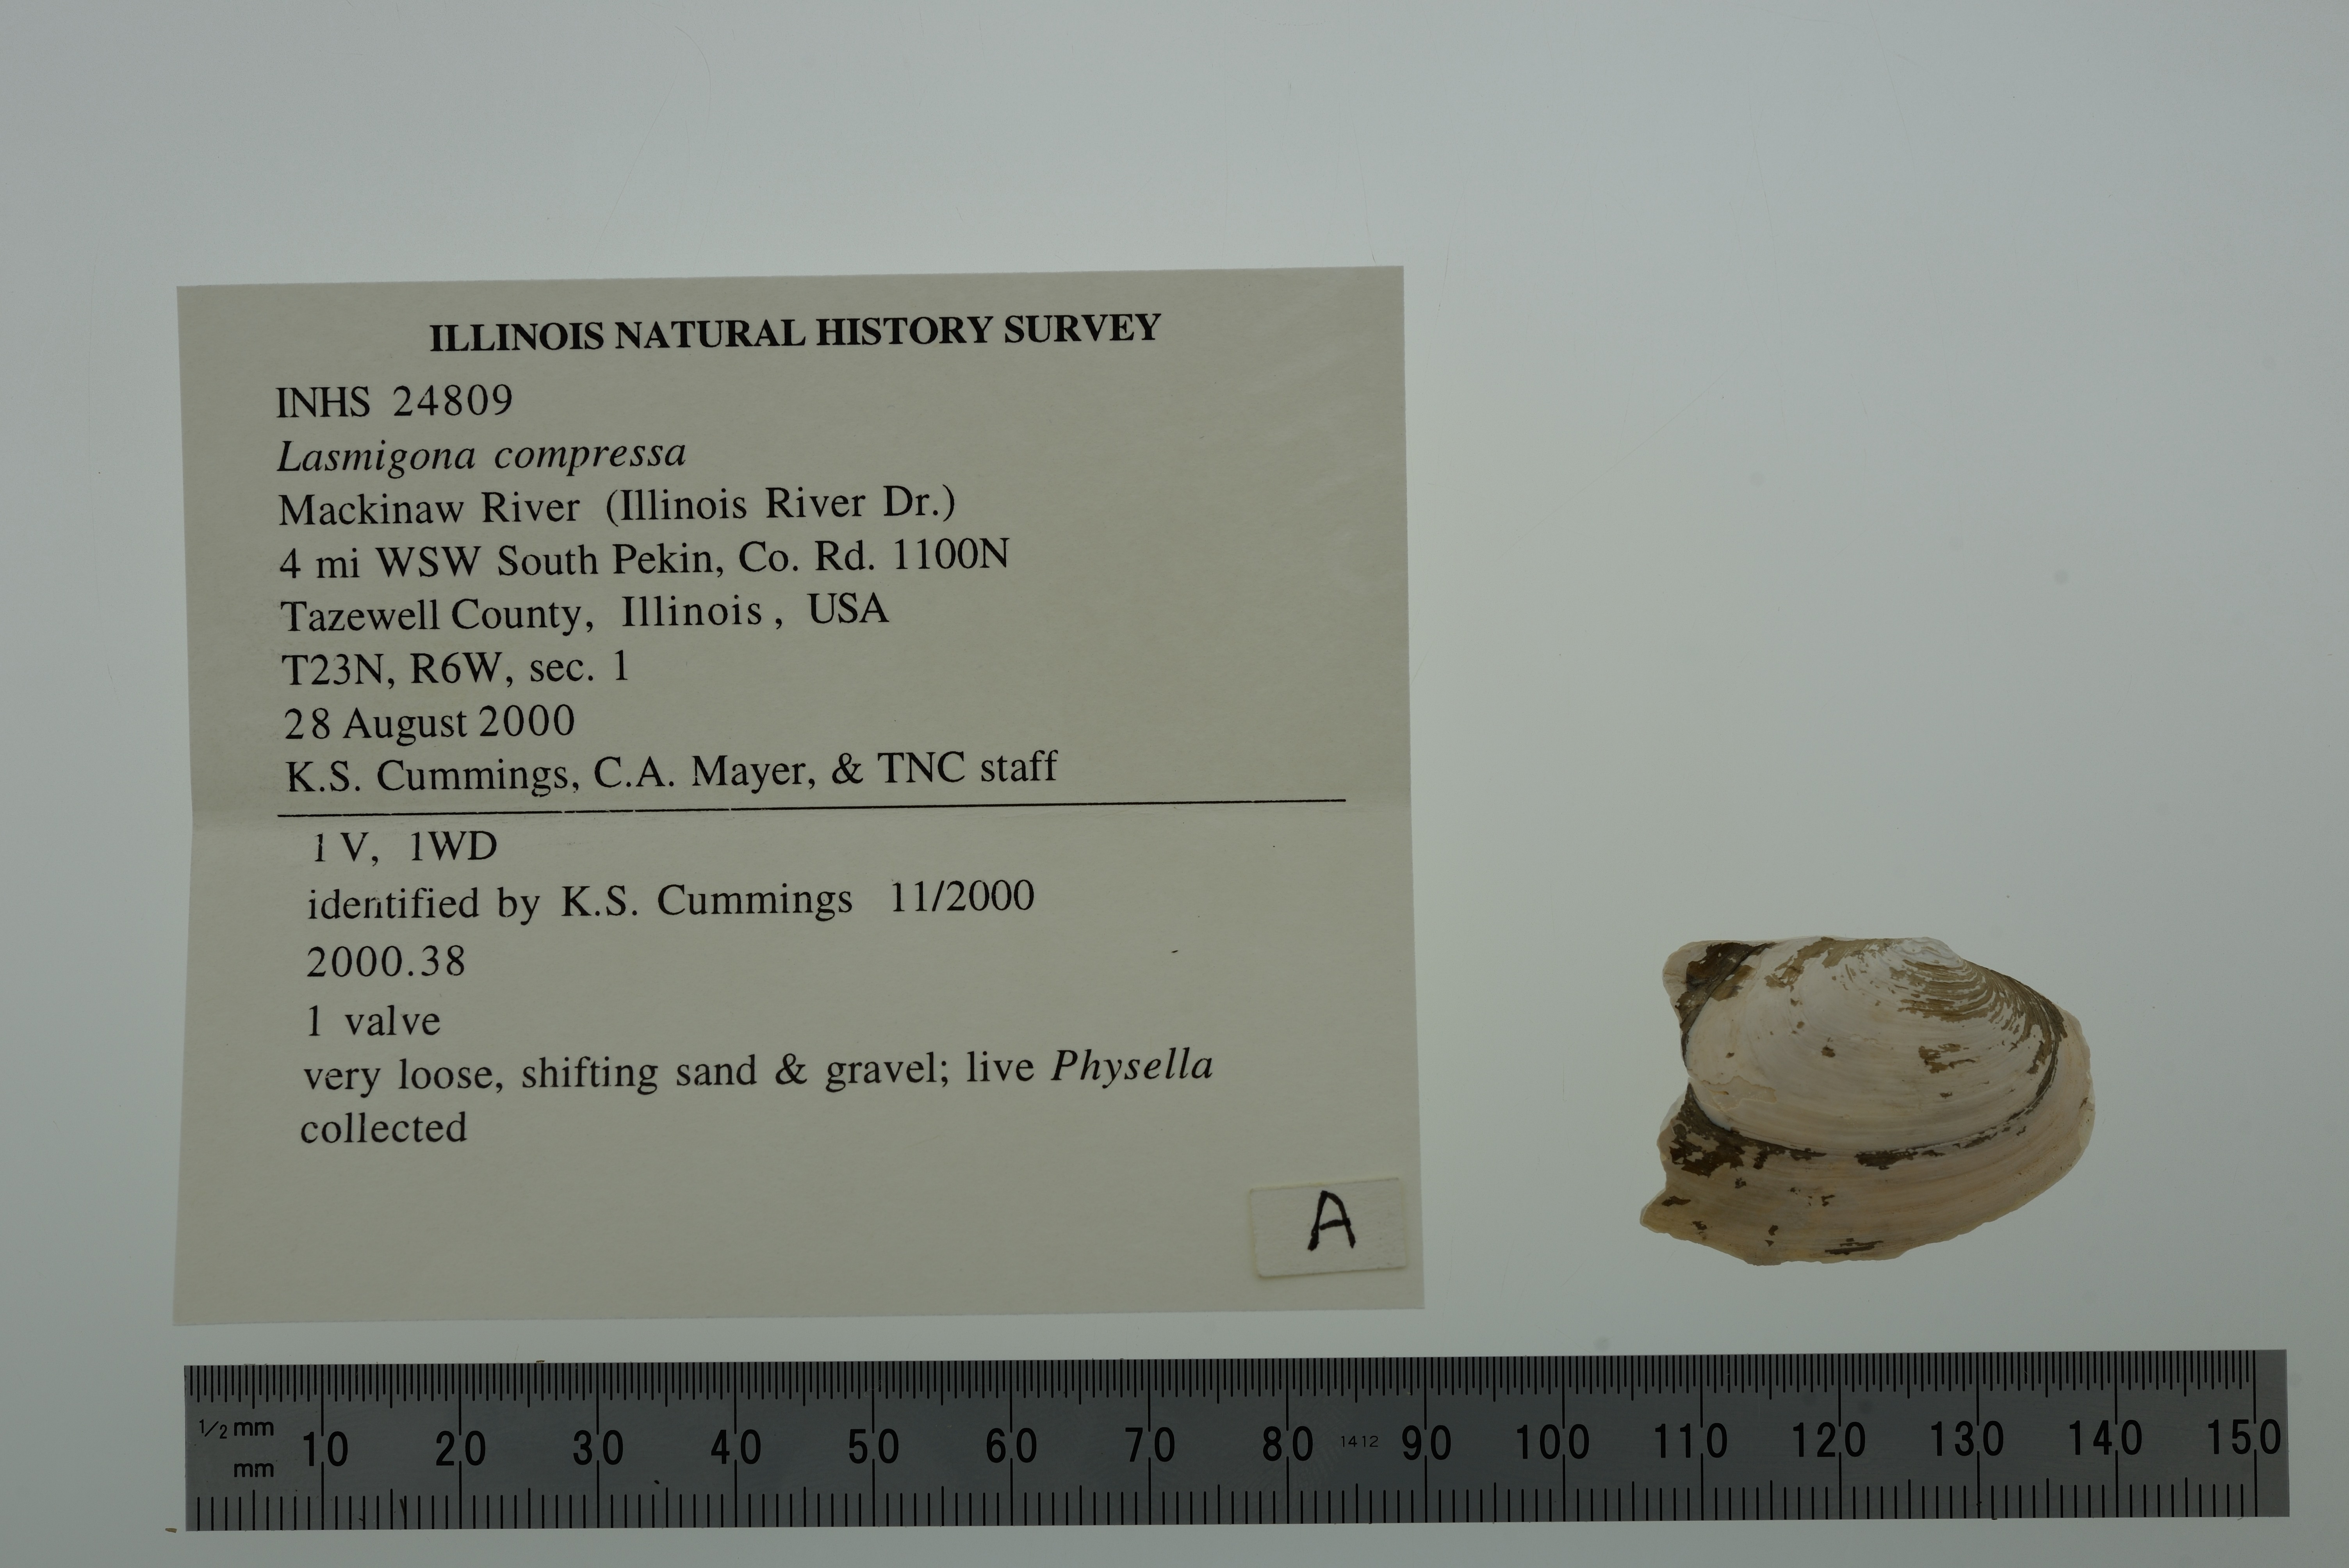 ILLINOIS NATURAL HISTORY SURVEY
INHS 24809
Lasmigona compressa
Mackinaw River (Illinois River Dr.)
4 mi WSW South Pekin, Co. Rd. 1100N
Tazewell County, Illinois, USA
T23N, R6W, sec. 1
28 August 2000
K.S. Cummings, C.A. Mayer, & TNC staff
1 V, 1WD
identified by K.S. Cummings 11/2000
2000.38
1 valve
very loose, shifting sand & gravel; live Physella
collected
A
1/2 mm
mm 10 20 30 40 50 60 70 80 1412 90 100 110 120 130 140 150